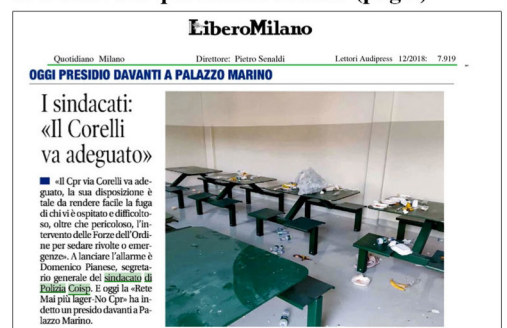 LiberoMilano
Quotidiano Milano
Direttore: Pietro Senaldi
Lettori Audipress 12/2018: 7.919
OGGI PRESIDIO DAVANTI A PALAZZO MARINO
I sindacati:
«Il Corelli
va adeguato»
«Il Cpr via Corelli va ade-
guato, la sua disposizione è
tale da rendere facile la fuga
di chi vi è ospitato e difficolto-
so, oltre che pericoloso, l'in-
tervento delle Forze dell'Ordi-
ne per sedare rivolte o emer-
genze». A lanciare l'allarme è
Domenico Pianese, segreta-
rio generale del sindacato di
Polizia Coisp. E oggi la «Rete
Mai più lager-No Cpr» ha in-
detto un presidio davanti a Pa-
lazzo Marino.